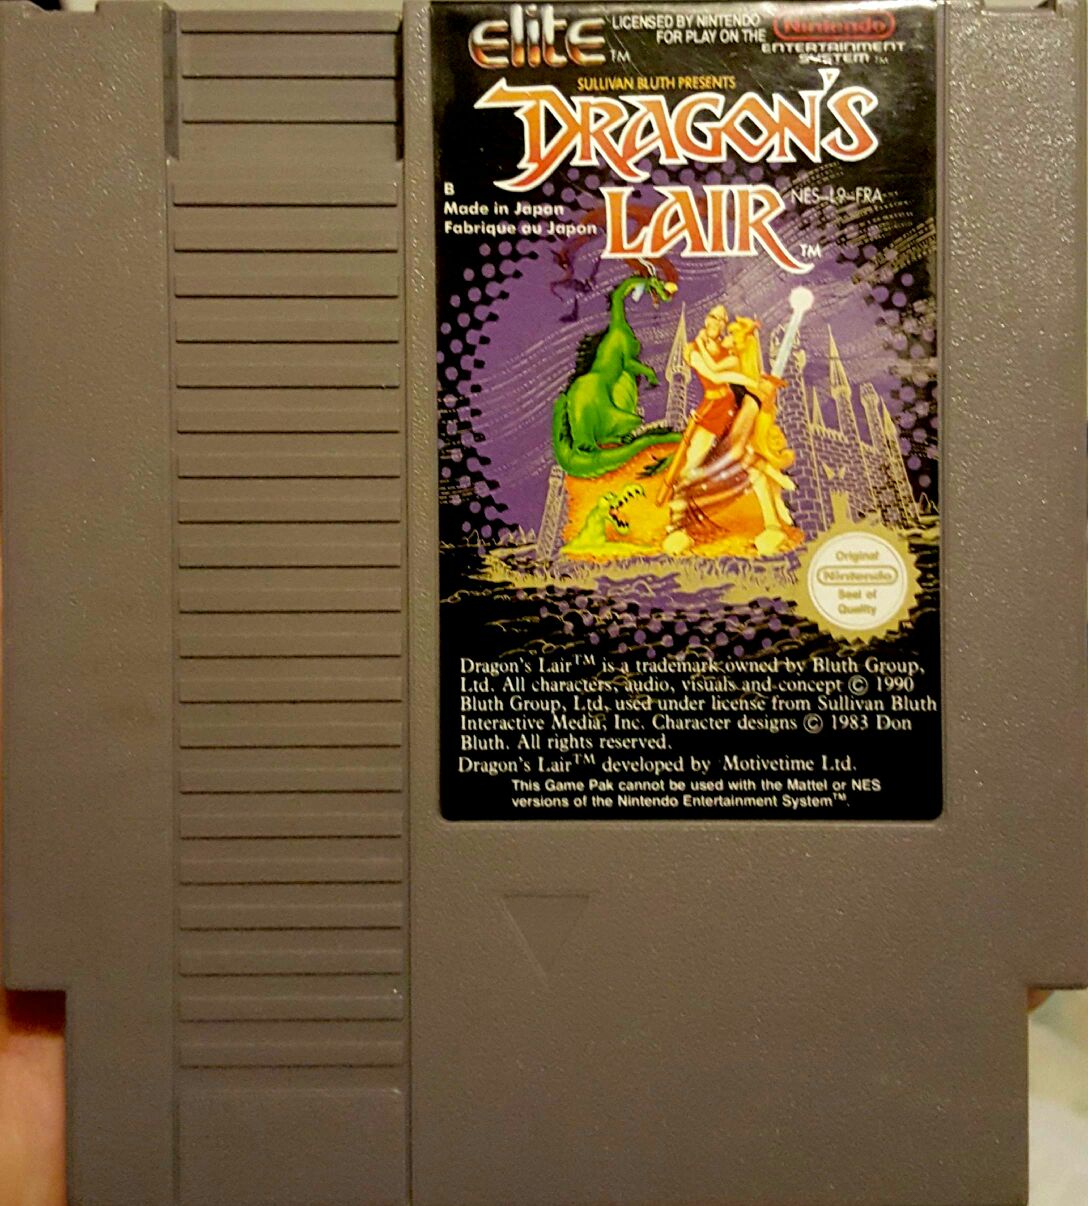 elite TM
LICENSED BY NINTENDO
FOR PLAY ON THE
Nintendo
ENTERTAINMENT
SYSTEM TM
SULLIVAN BLUTH PRESENTS
DRAGON'S
LAIR TM
B
Made in Japan
Fabrique au Japon
NES-L9-FRA
Original
Nintendo
Seal of
Quality
Dragon's Lair™ is a trademark owned by Bluth Group,
Ltd. All characters, audio, visuals and concept © 1990
Bluth Group, Ltd, used under license from Sullivan Bluth
Interactive Media, Inc. Character designs © 1983 Don
Bluth. All rights reserved.
Dragon's Lair™ developed by Motivetime Ltd.
This Game Pak cannot be used with the Mattel or NES
versions of the Nintendo Entertainment System™.